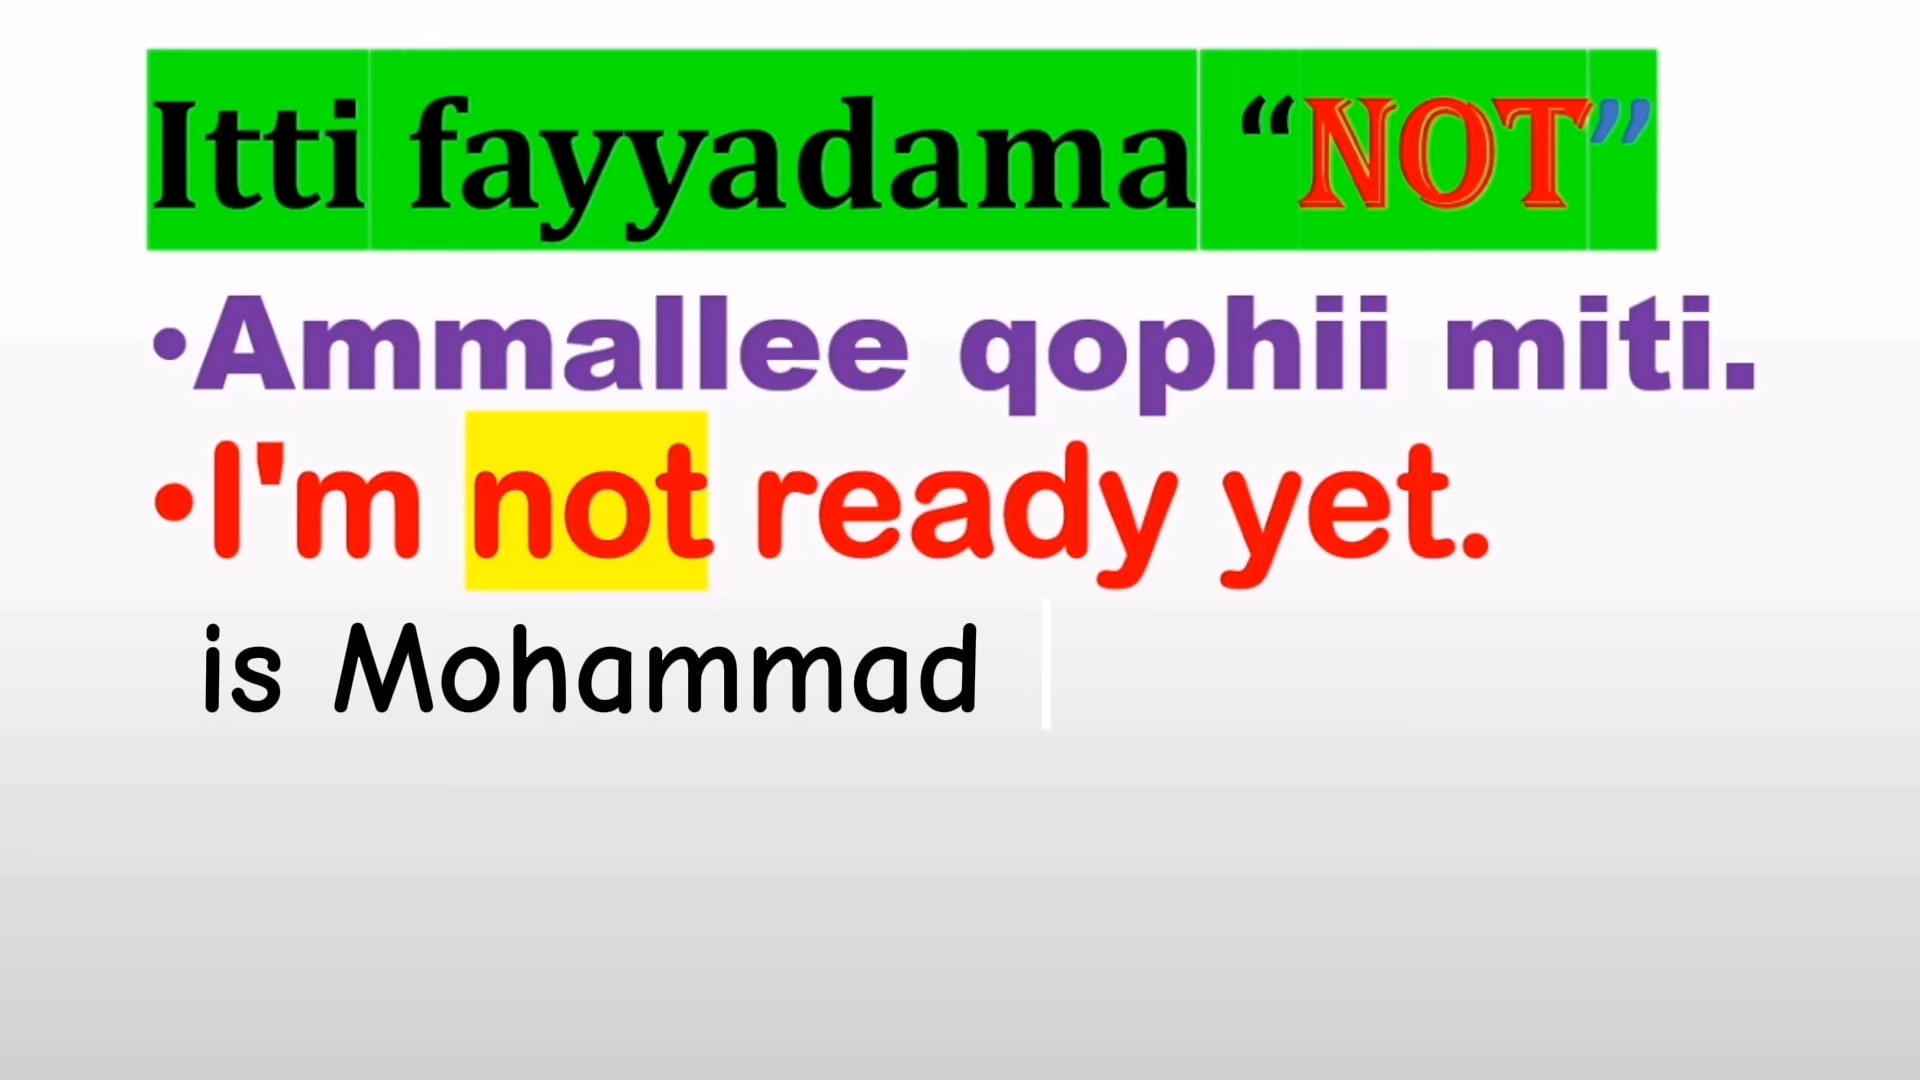 Itti fayyadama “NOT”
•Ammallee qophii miti.
•I'm not ready yet.
is Mohammad